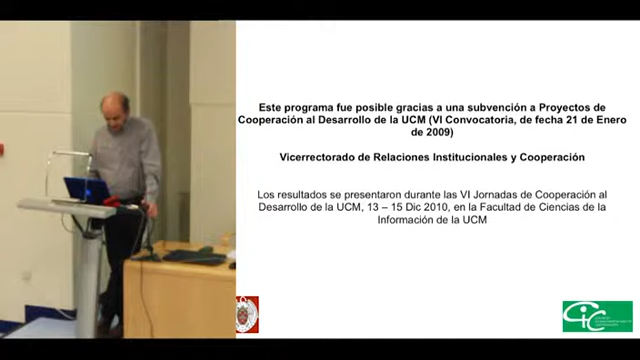 Este programa fue posible gracias a una subvención a Proyectos de
Cooperación al Desarrollo de la UCM (VI Convocatoria, de fecha 21 de Enero
de 2009)
Vicerrectorado de Relaciones Institucionales y Cooperación
Los resultados se presentaron durante las VI Jornadas de Cooperación al
Desarrollo de la UCM, 13 – 15 Dic 2010, en la Facultad de Ciencias de la
Información de la UCM
CiC